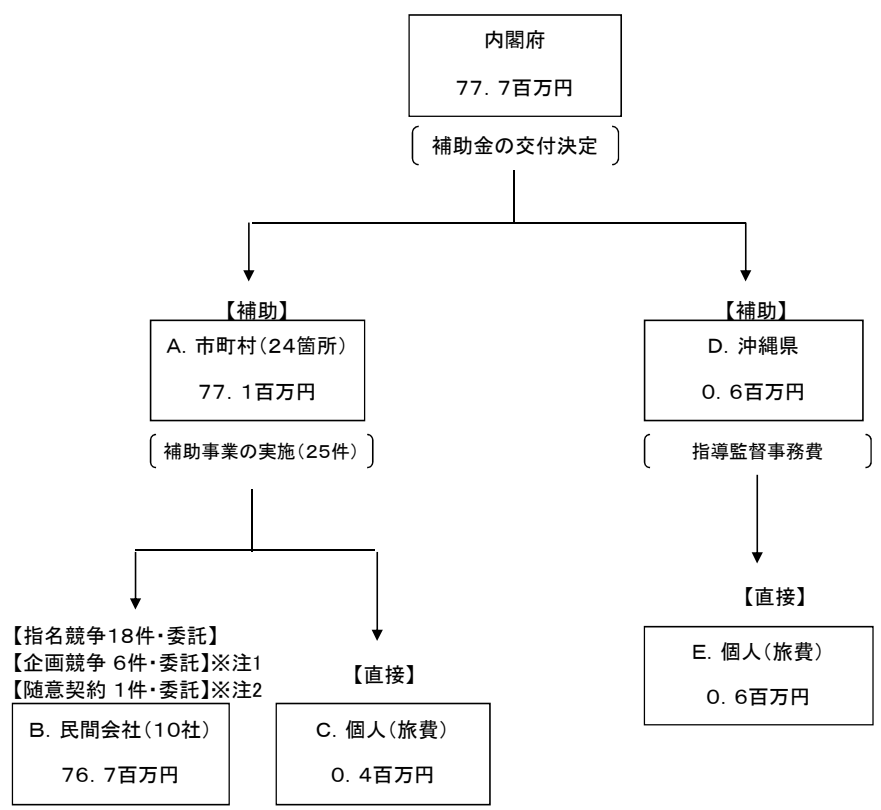 内閣府
77.7百万円
補助金の交付決定
【補助】
A.市町村(24箇所)
77.1百万円
補助事業の実施(25件)
【補助】
D.沖縄県
0.6百万円
指導監督事務費
【指名競争18件・委託】
【企画競争 6件・委託】※注1
【随意契約 1件・委託】※注2
B.民間会社(10社)
76.7百万円
【直接】
C.個人(旅費)
0.4百万円
【直接】
E.個人(旅費)
0.6百万円